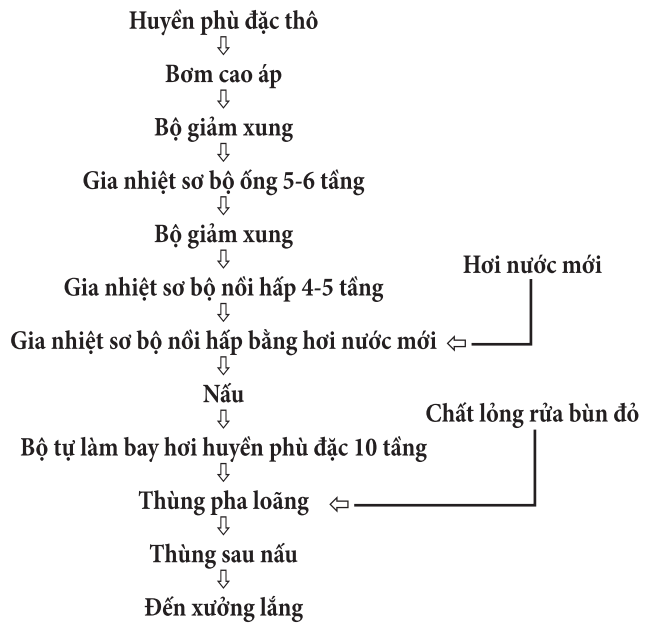 Huyền phù đặc thô
Bơm cao áp
Bộ giảm xung
Gia nhiệt sơ bộ ống 5-6 tầng
Bộ giảm xung
Hơi nước mới
Gia nhiệt sơ bộ nồi hấp 4-5 tầng
Gia nhiệt sơ bộ nồi hấp bằng hơi nước mới
Nấu
Chất lỏng rửa bùn đỏ
Bộ tự làm bay hơi huyền phù đặc 10 tầng
Thùng pha loãng
Thùng sau nấu
Đến xưởng lắng